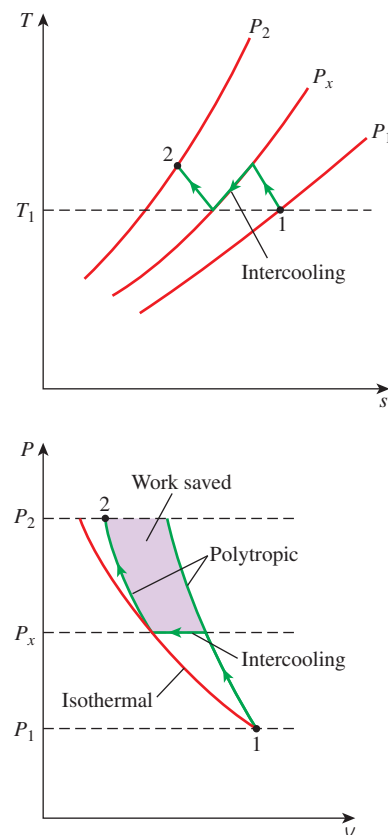 T
P₂
Pₓ
P₁
2
T₁
1
Intercooling
s
P
2
Work saved
P₂
Polytropic
Pₓ
Intercooling
Isothermal
P₁
1